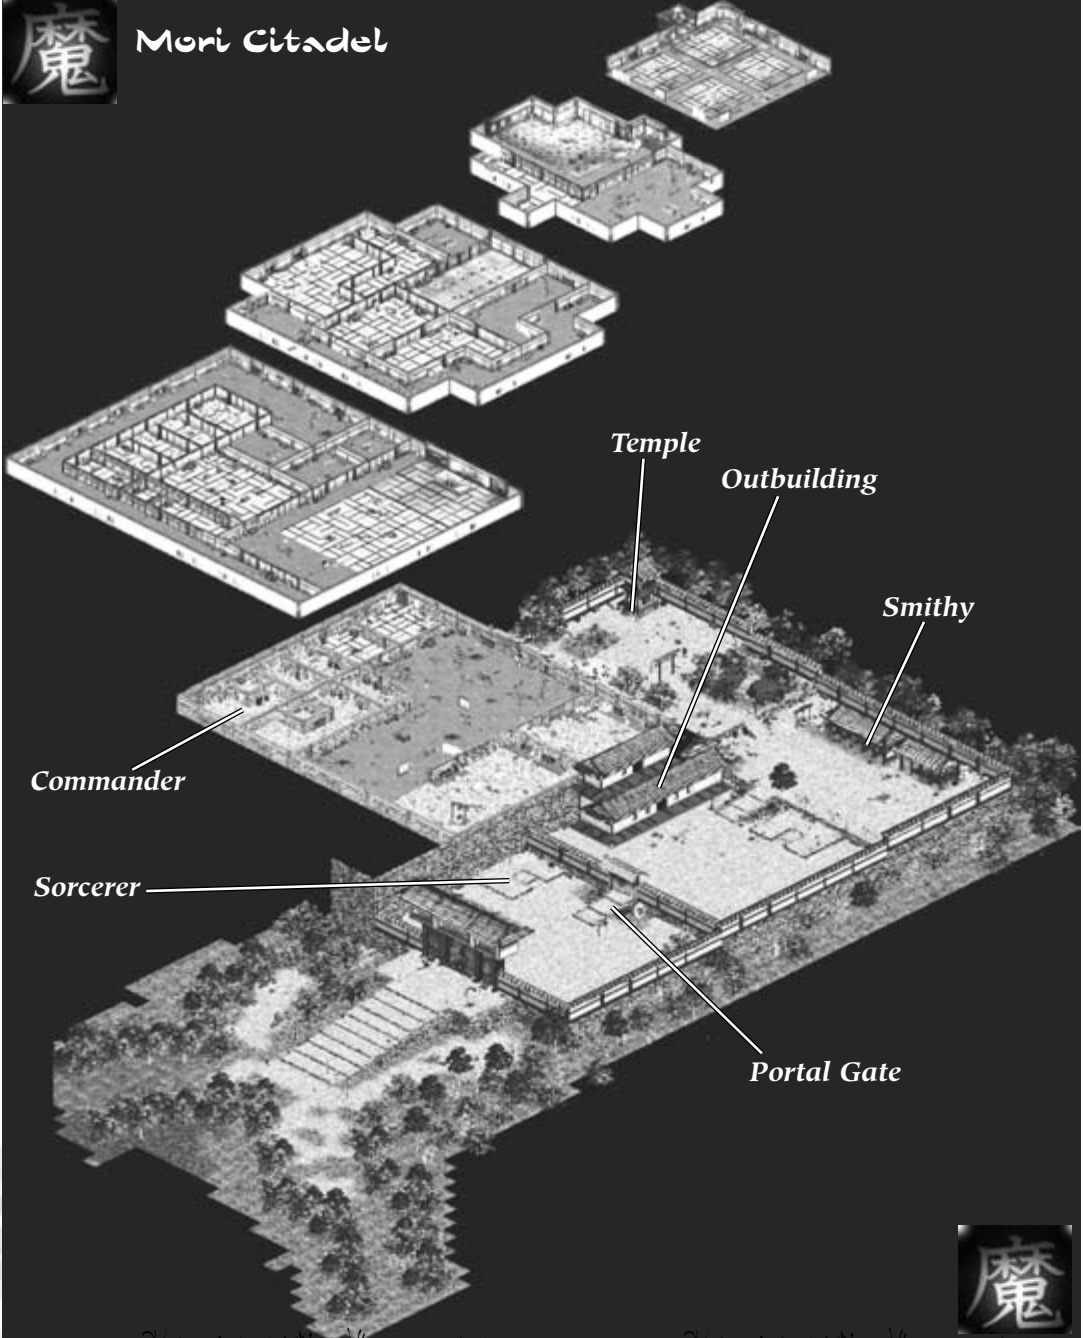 魔
Mori Citadel
Temple
Outbuilding
Smithy
Commander
Sorcerer
Portal Gate
魔